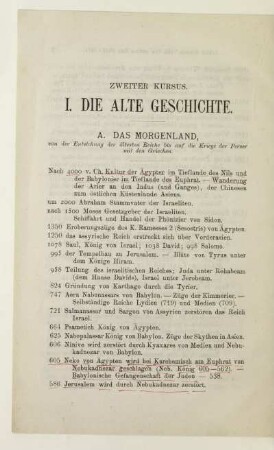 ZWEITER KURSUS.
I. DIE ALTE GESCHICHTE.
A. DAS MORGENLAND,
von der Entstehung der ältesten Reiche bis auf die Kriege der Perser
mit den Griechen.
Nach 4000 v. Ch. Kultur der Ägypter im Tieflande des Nils und
der Babylonier im Tieflande des Euphrat. — Wanderung
der Arier an den Indus (und Ganges), der Chinesen
zum östlichen Küstenlande Asiens.
um 2000 Abraham Stammvater der Israeliten.
nach 1500 Moses Gesetzgeber der Israeliten.
Schiffahrt und Handel der Phönicier von Sidon.
1350 Eroberungszüge des K. Ramesses 2 (Sesostris) von Ägypten.
1250 das assyrische Reich erstreckt sich über Vorderasien.
1078 Saul, König von Israel; 1058 David; 998 Salomo.
995 der Tempelbau zu Jerusalem. — Blüte von Tyrus unter
dem Könige Hiram.
958 Teilung des israelitischen Reiches; Juda unter Rehabeam
(dem Hause Davids), Israel unter Jerobeam.
824 Gründung von Karthago durch die Tyrier.
747 Aera Nabonassars von Babylon. — Züge der Kimmerier. —
Selbständige Reiche Lydien (719) und Medien (709).
721 Salmanassar und Sargon von Assyrien zerstören das Reich
Israel.
664 Psametich König von Ägypten.
625 Nabopalassar König von Babylon. Züge der Skythen in Asien.
606 Ninive wird zerstört durch Kyaxares von Medien und Nebu-
kadnezar von Babylon.
605 Neko von Ägypten wird bei Karchemisch am Euphrat von
Nebukadnezar geschlagen (Neb. König 605—562). —
Babylonische Gefangenschaft der Juden — 538.
586 Jerusalem wird durch Nebukadnezar zerstört.